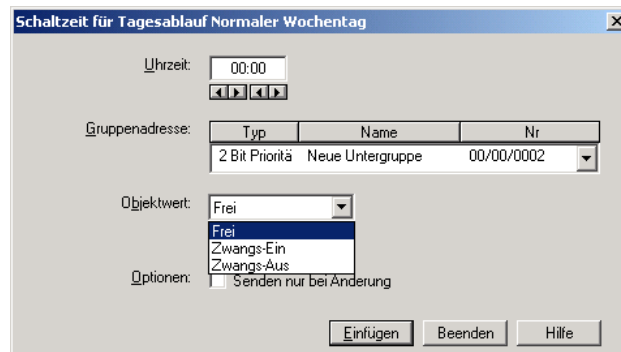 Schaltzeit für Tagesablauf Normaler Wochentag
Uhrzeit: 00:00
Gruppenadresse: Typ Name Nr
2 Bit Prioritä Neue Untergruppe 00/00/0002
Objektwert: Frei
Frei
Zwangs-Ein
Zwangs-Aus
Optionen: Senden nur bei Änderung
Einfügen Beenden Hilfe